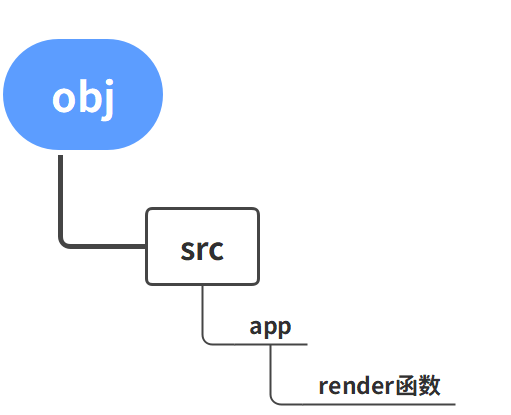 obj
src
app
render函数